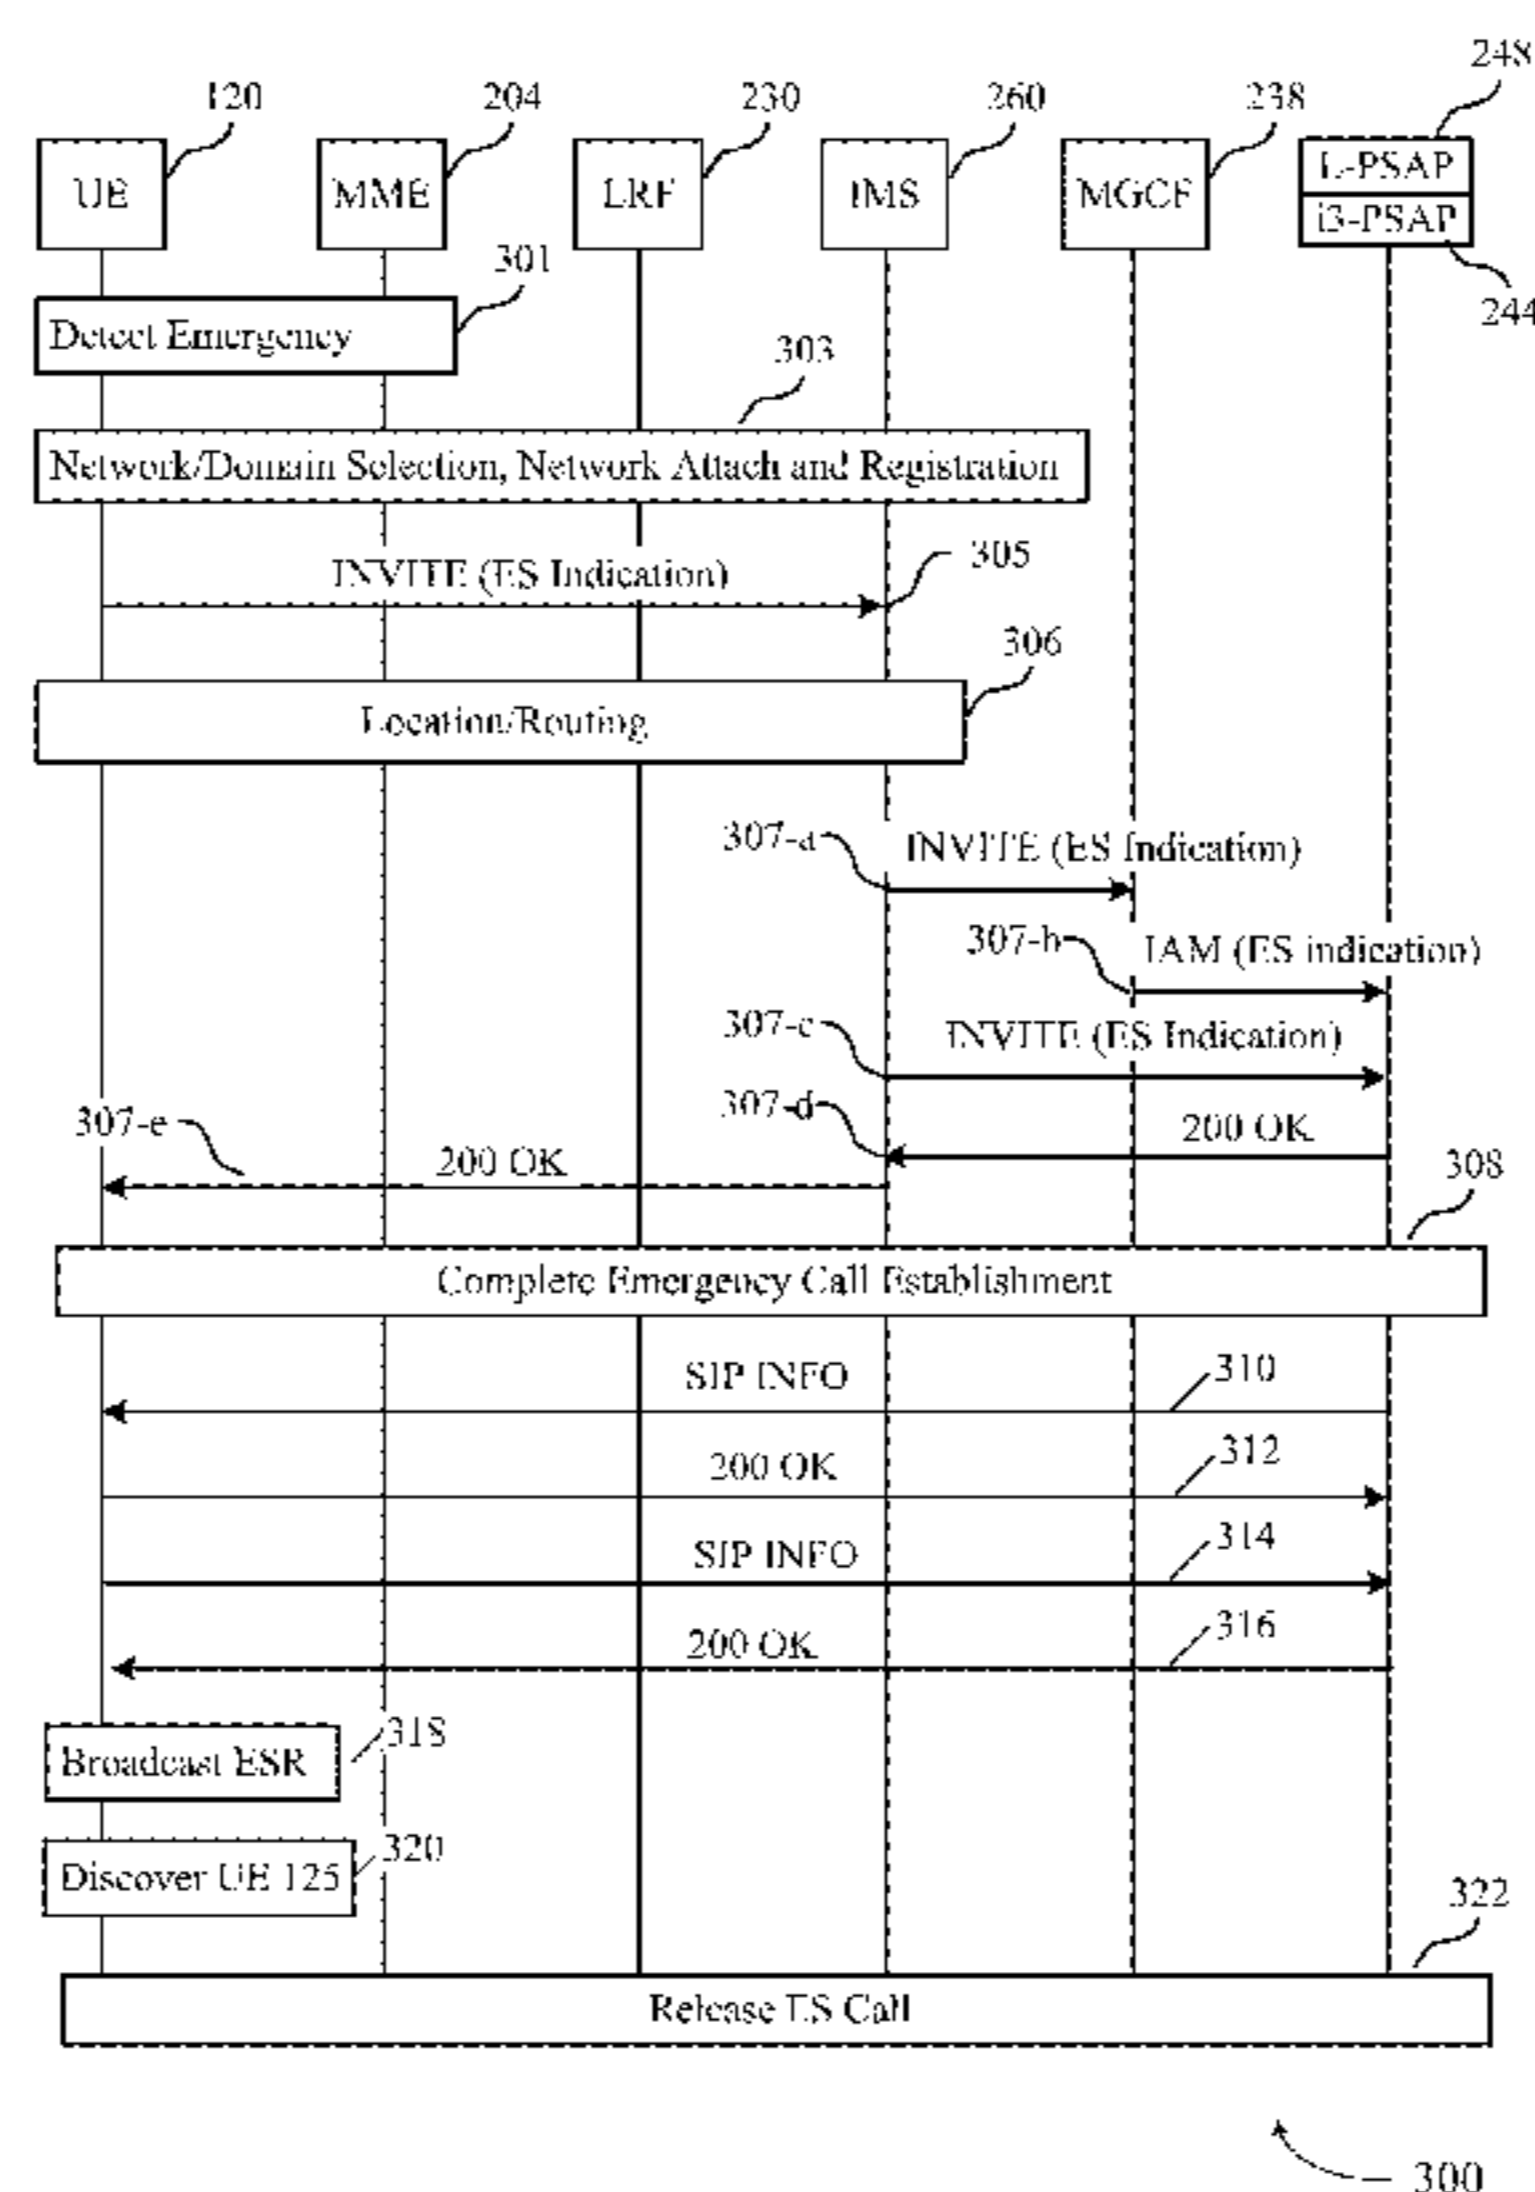 248
120 204 230 260 238
UE MME LRF IMS MGCF L-PSAP
i3-PSAP
244
301
Detect Emergency
303
Network/Domain Selection, Network Attach and Registration
INVITE (ES Indication) 305
306
Location/Routing
307-a INVITE (ES Indication)
307-b IAM (ES indication)
307-c INVITE (ES Indication)
307-d 200 OK
307-e 200 OK
308
Complete Emergency Call Establishment
SIP INFO 310
200 OK 312
SIP INFO 314
200 OK 316
Broadcast ESR 318
Discover UE 125 320
322
Release ES Call
300